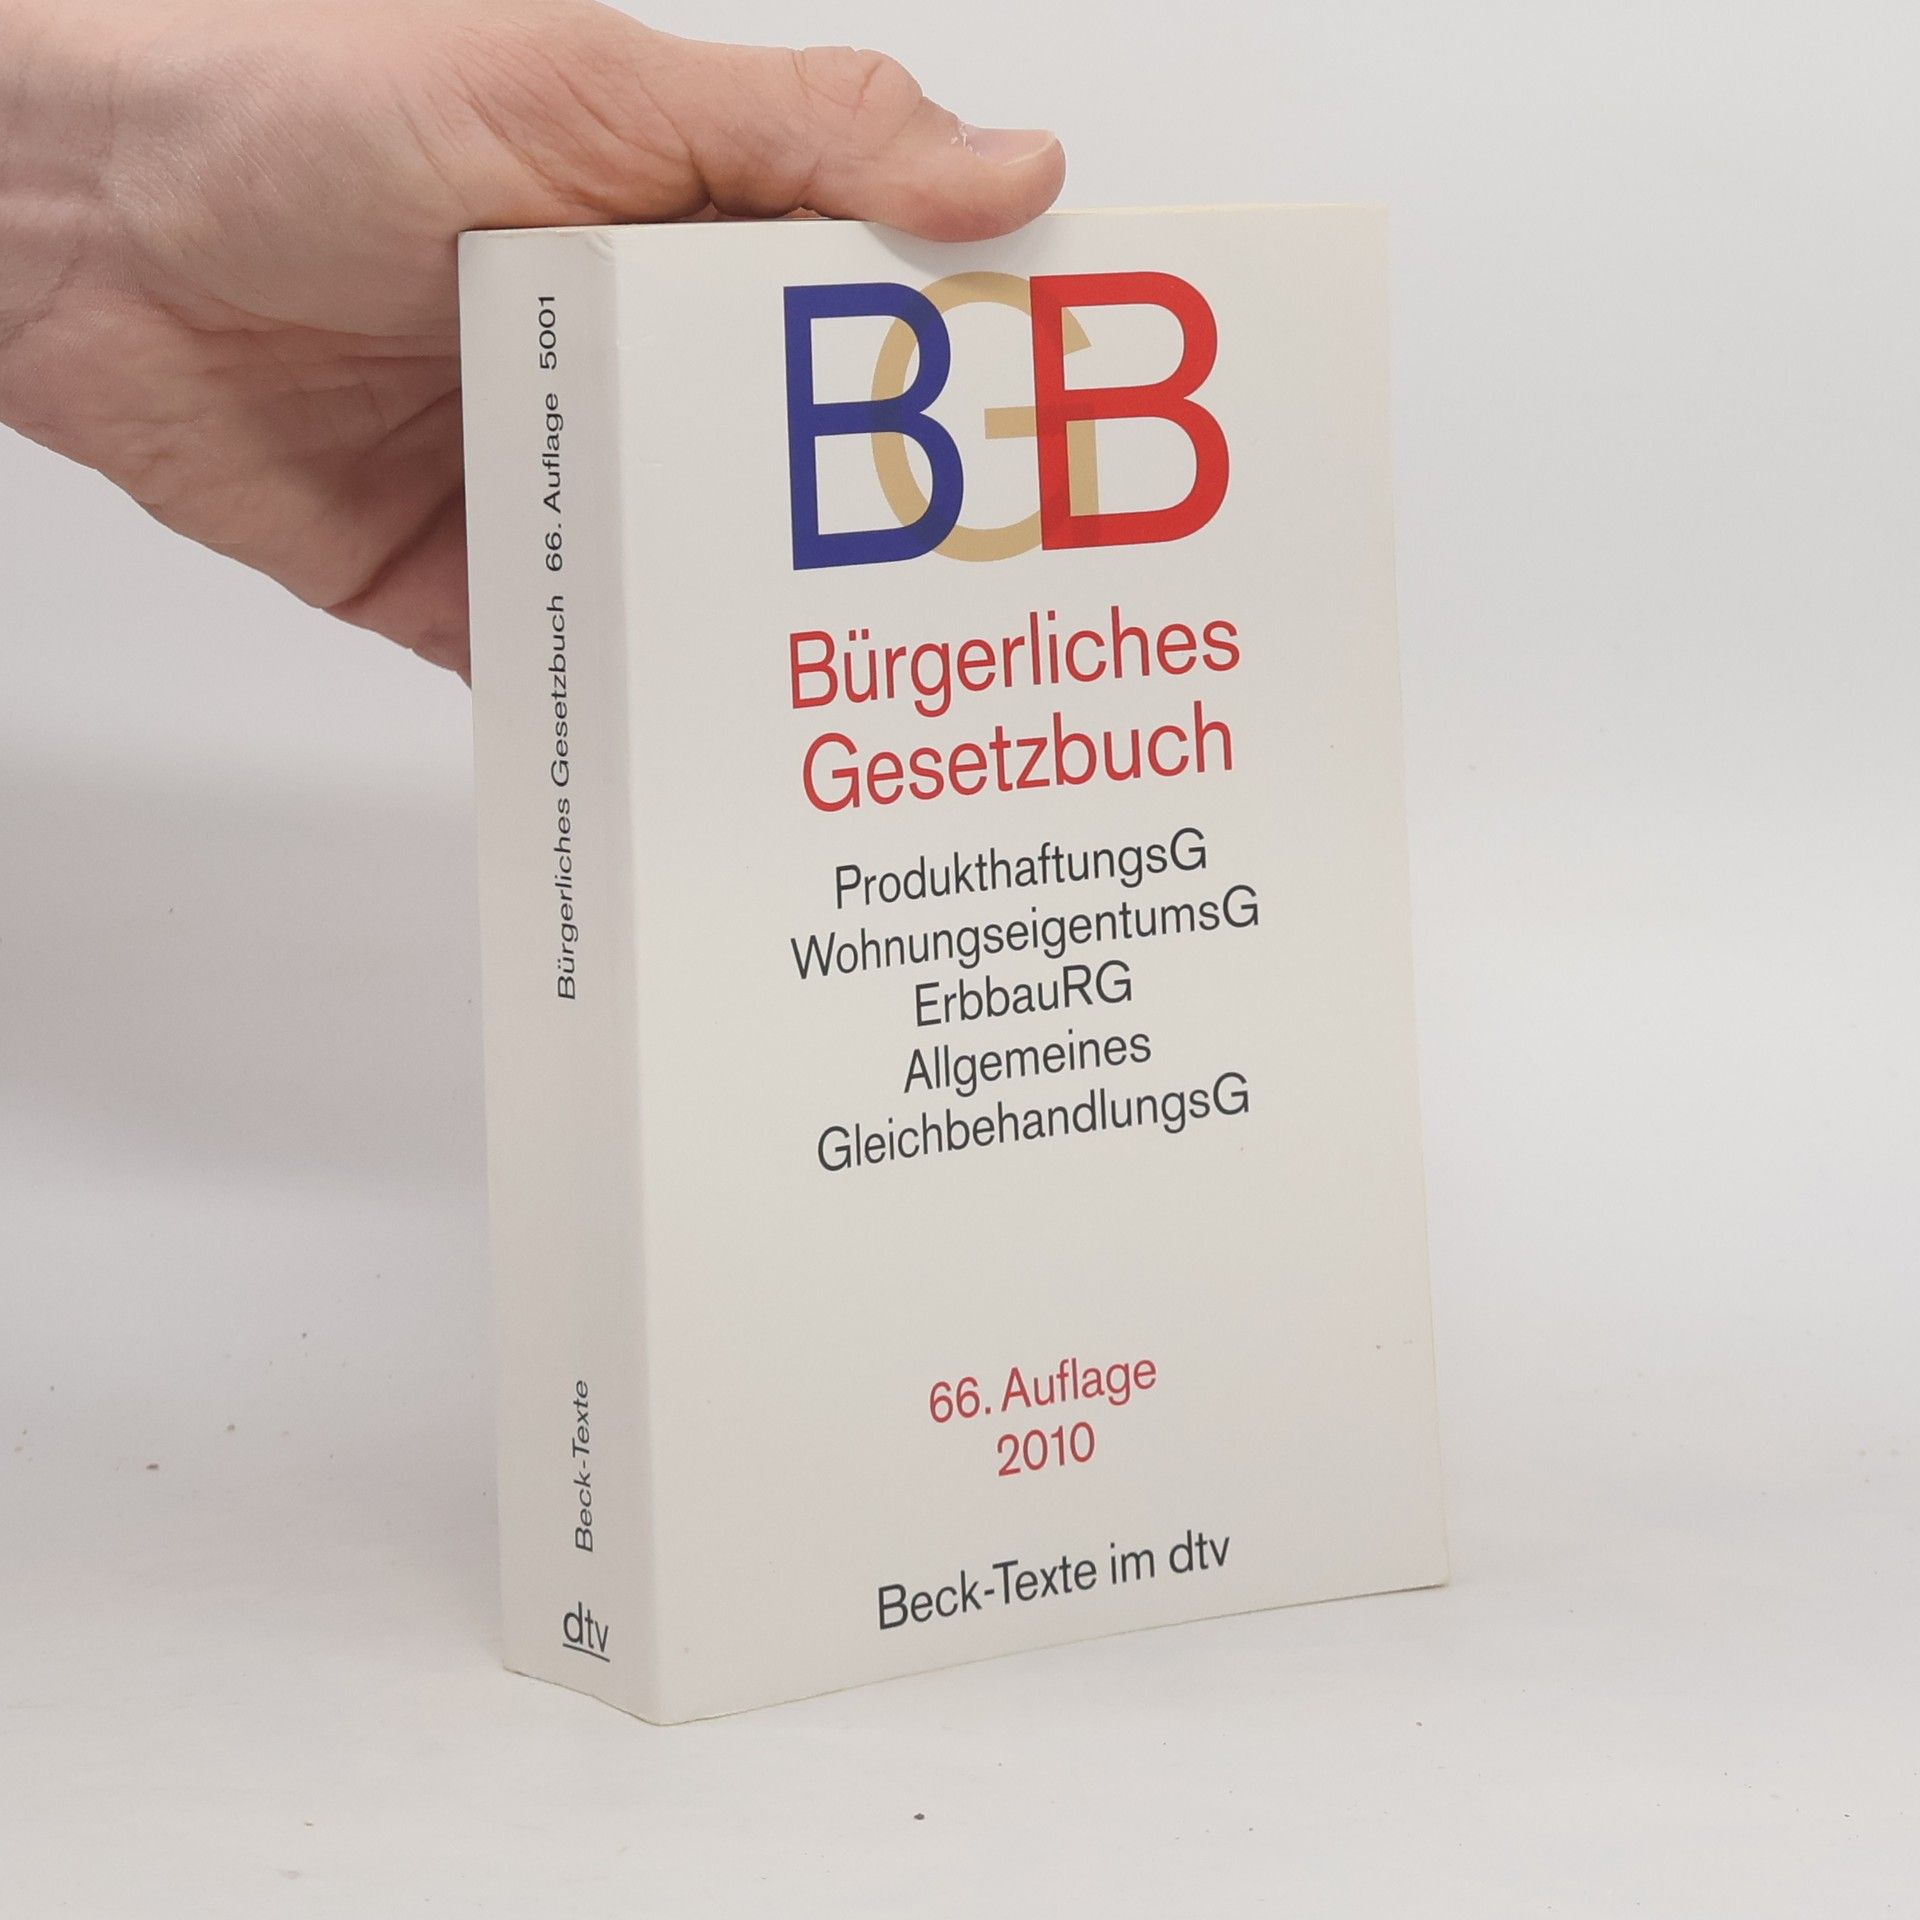 BGB
Bürgerliches
Gesetzbuch
ProdukthaftungsG
WohnungseigentumsG
ErbbauRG
Allgemeines
GleichbehandlungsG
66. Auflage
2010
Beck-Texte im dtv
Bürgerliches Gesetzbuch 66. Auflage 5001
Beck-Texte
dtv